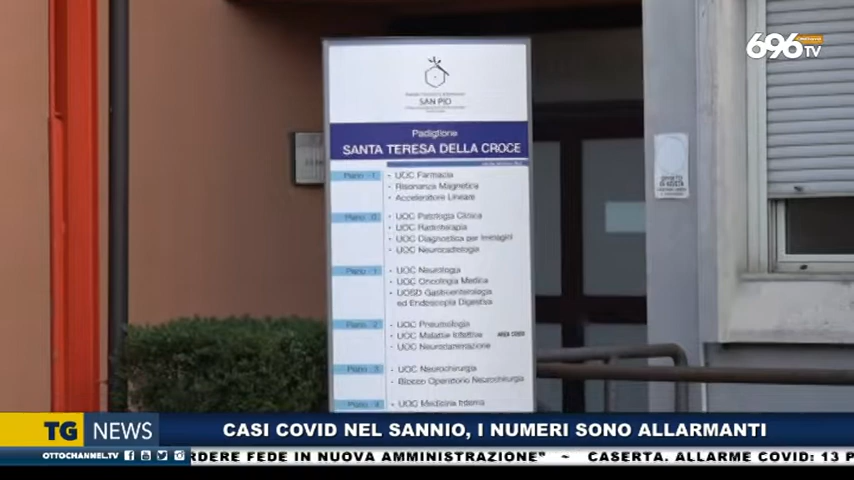 696 TV
SAN PIO
Padiglione
SANTA TERESA DELLA CROCE
Piano -1
• UOC Farmacia
• Risonanza Magnetica
• Acceleratore Lineare
Piano 0
• UOC Patologia Clinica
• UOC Radioterapia
• UOC Diagnostica per Immagini
• UOC Neuroradiologia
Piano 1
• UOC Neurologia
• UOC Oncologia Medica
• UOSD Gastroenterologia
ed Endoscopia Digestiva
Piano 2
• UOC Pneumologia
• UOC Malattie Infettive AREA COVID
• UOC Neurorianimazione
Piano 3
• UOC Neurochirurgia
• Blocco Operatorio Neurochirurgia
Piano 4
• UOC Medicina Interna
TG NEWS
CASI COVID NEL SANNIO, I NUMERI SONO ALLARMANTI
OTTOCHANNEL.TV
RDERE FEDE IN NUOVA AMMINISTRAZIONE" ~ CASERTA. ALLARME COVID: 13 P